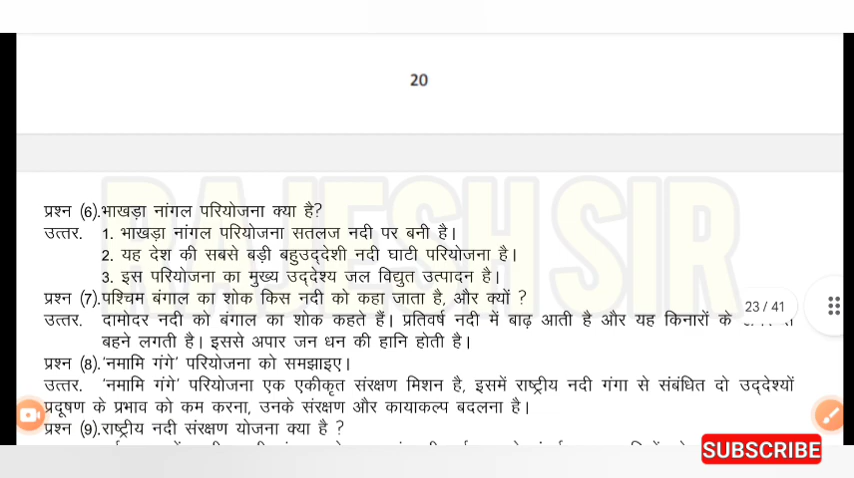 20
RAJESH SIR
प्रश्न (6).भाखड़ा नांगल परियोजना क्या है?
उत्तर. 1. भाखड़ा नांगल परियोजना सतलज नदी पर बनी है।
2. यह देश की सबसे बड़ी बहुउद्देशी नदी घाटी परियोजना है।
3. इस परियोजना का मुख्य उद्देश्य जल विद्युत उत्पादन है।
प्रश्न (7).पश्चिम बंगाल का शोक किस नदी को कहा जाता है, और क्यों ?
23 / 41
उत्तर. दामोदर नदी को बंगाल का शोक कहते हैं। प्रतिवर्ष नदी में बाढ़ आती है और यह किनारों के
बहने लगती है। इससे अपार जन धन की हानि होती है।
प्रश्न (8).'नमामि गंगे' परियोजना को समझाइए।
उत्तर. 'नमामि गंगे' परियोजना एक एकीकृत संरक्षण मिशन है, इसमें राष्ट्रीय नदी गंगा से संबंधित दो उद्देश्यों
प्रदूषण के प्रभाव को कम करना, उनके संरक्षण और कायाकल्प बदलना है।
प्रश्न (9).राष्ट्रीय नदी संरक्षण योजना क्या है ?
SUBSCRIBE